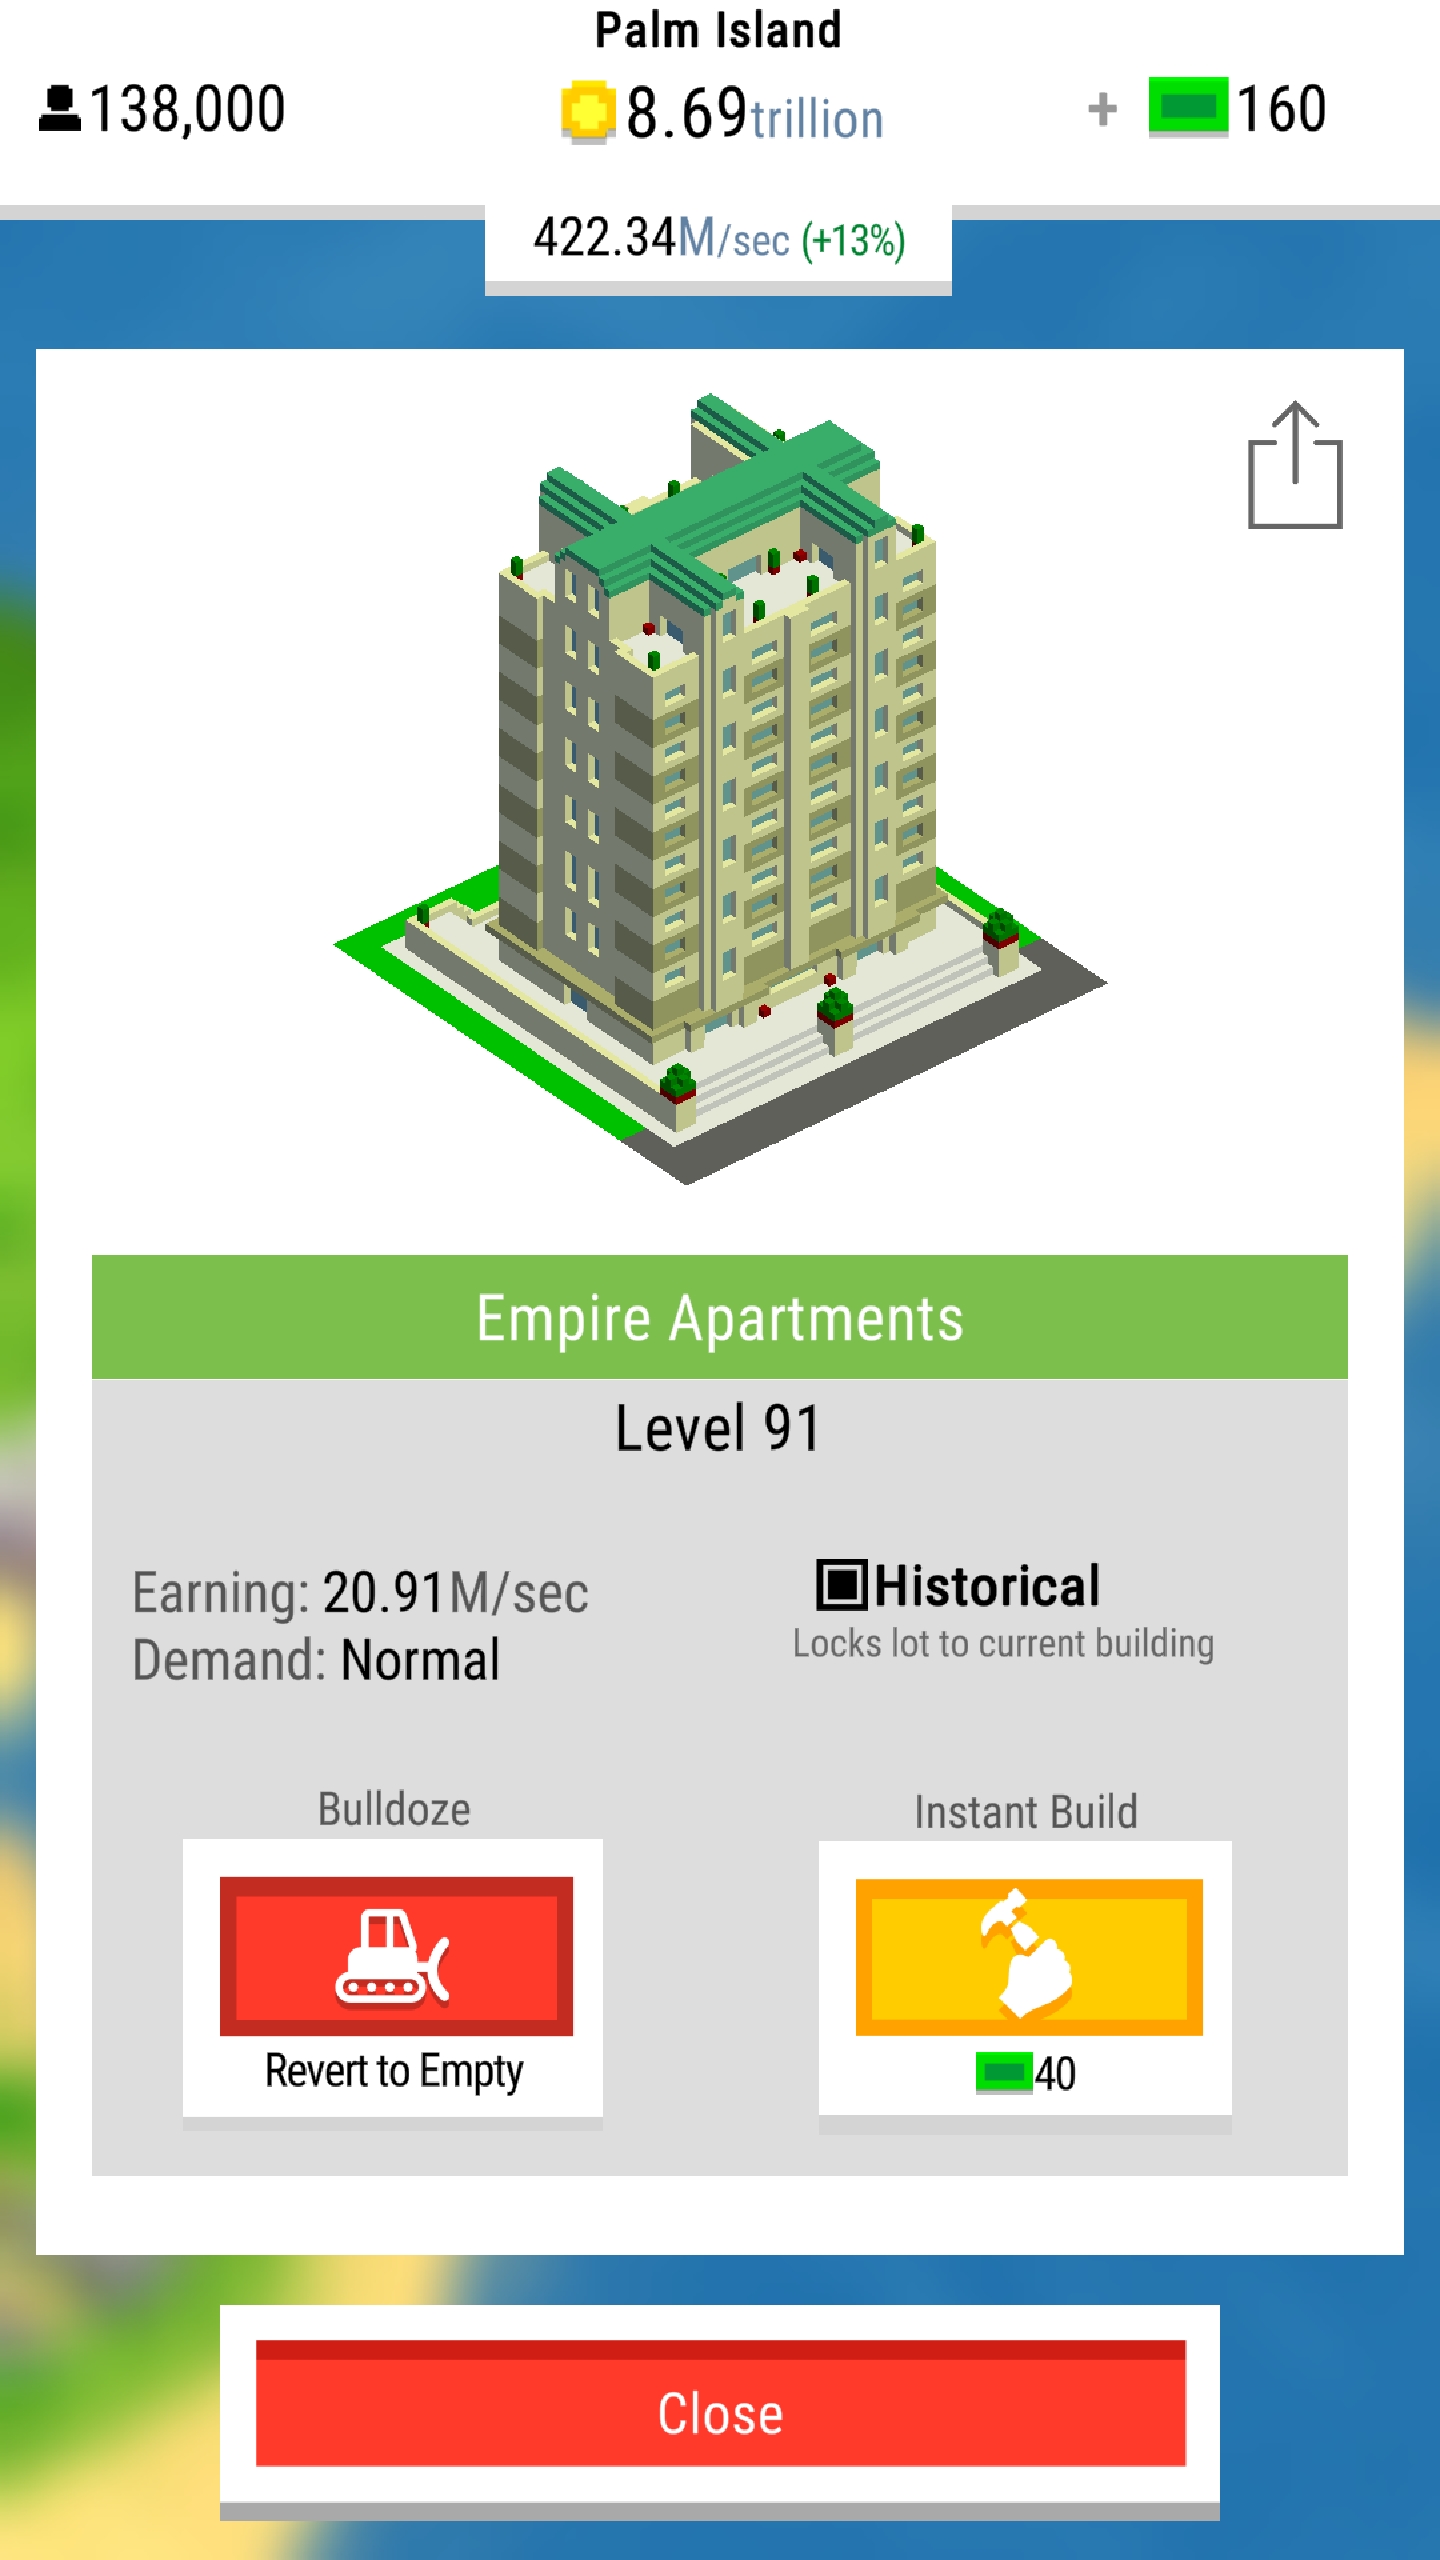 Palm Island
138,000
8.69trillion
+ 160
422.34M/sec (+13%)
Empire Apartments
Level 91
Earning: 20.91M/sec
Demand: Normal
Historical
Locks lot to current building
Bulldoze
Revert to Empty
Instant Build
40
Close